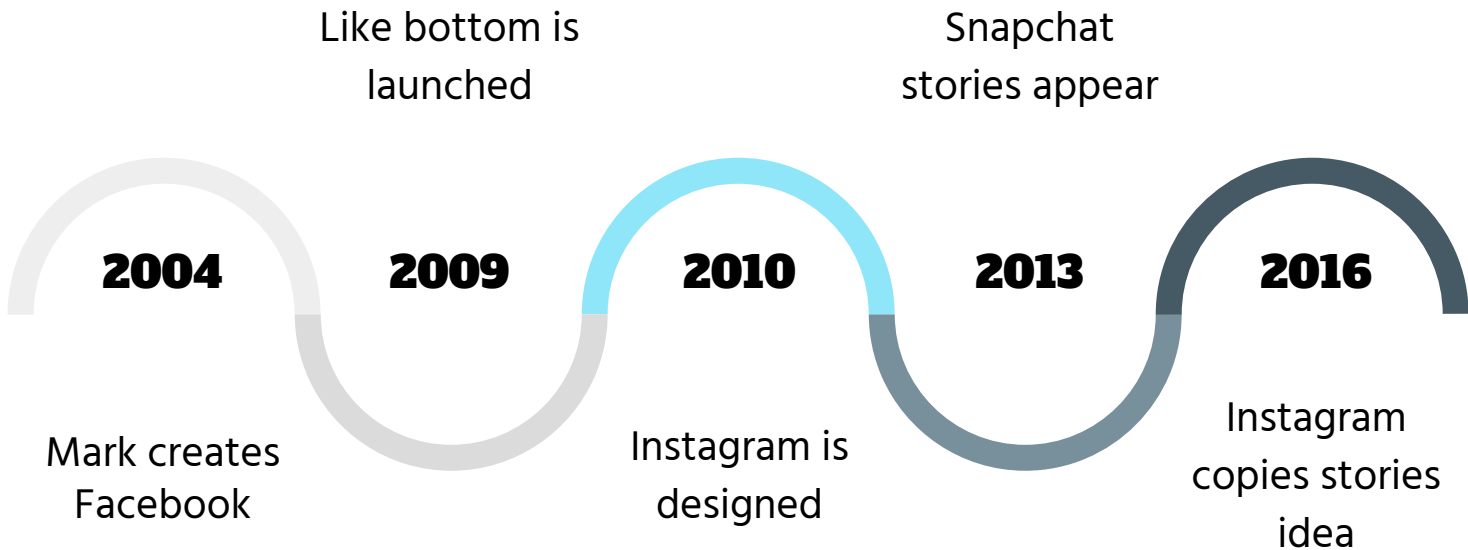 Like bottom is
launched
Snapchat
stories appear
2004
2009
2010
2013
2016
Mark creates
Facebook
Instagram is
designed
Instagram
copies stories
idea